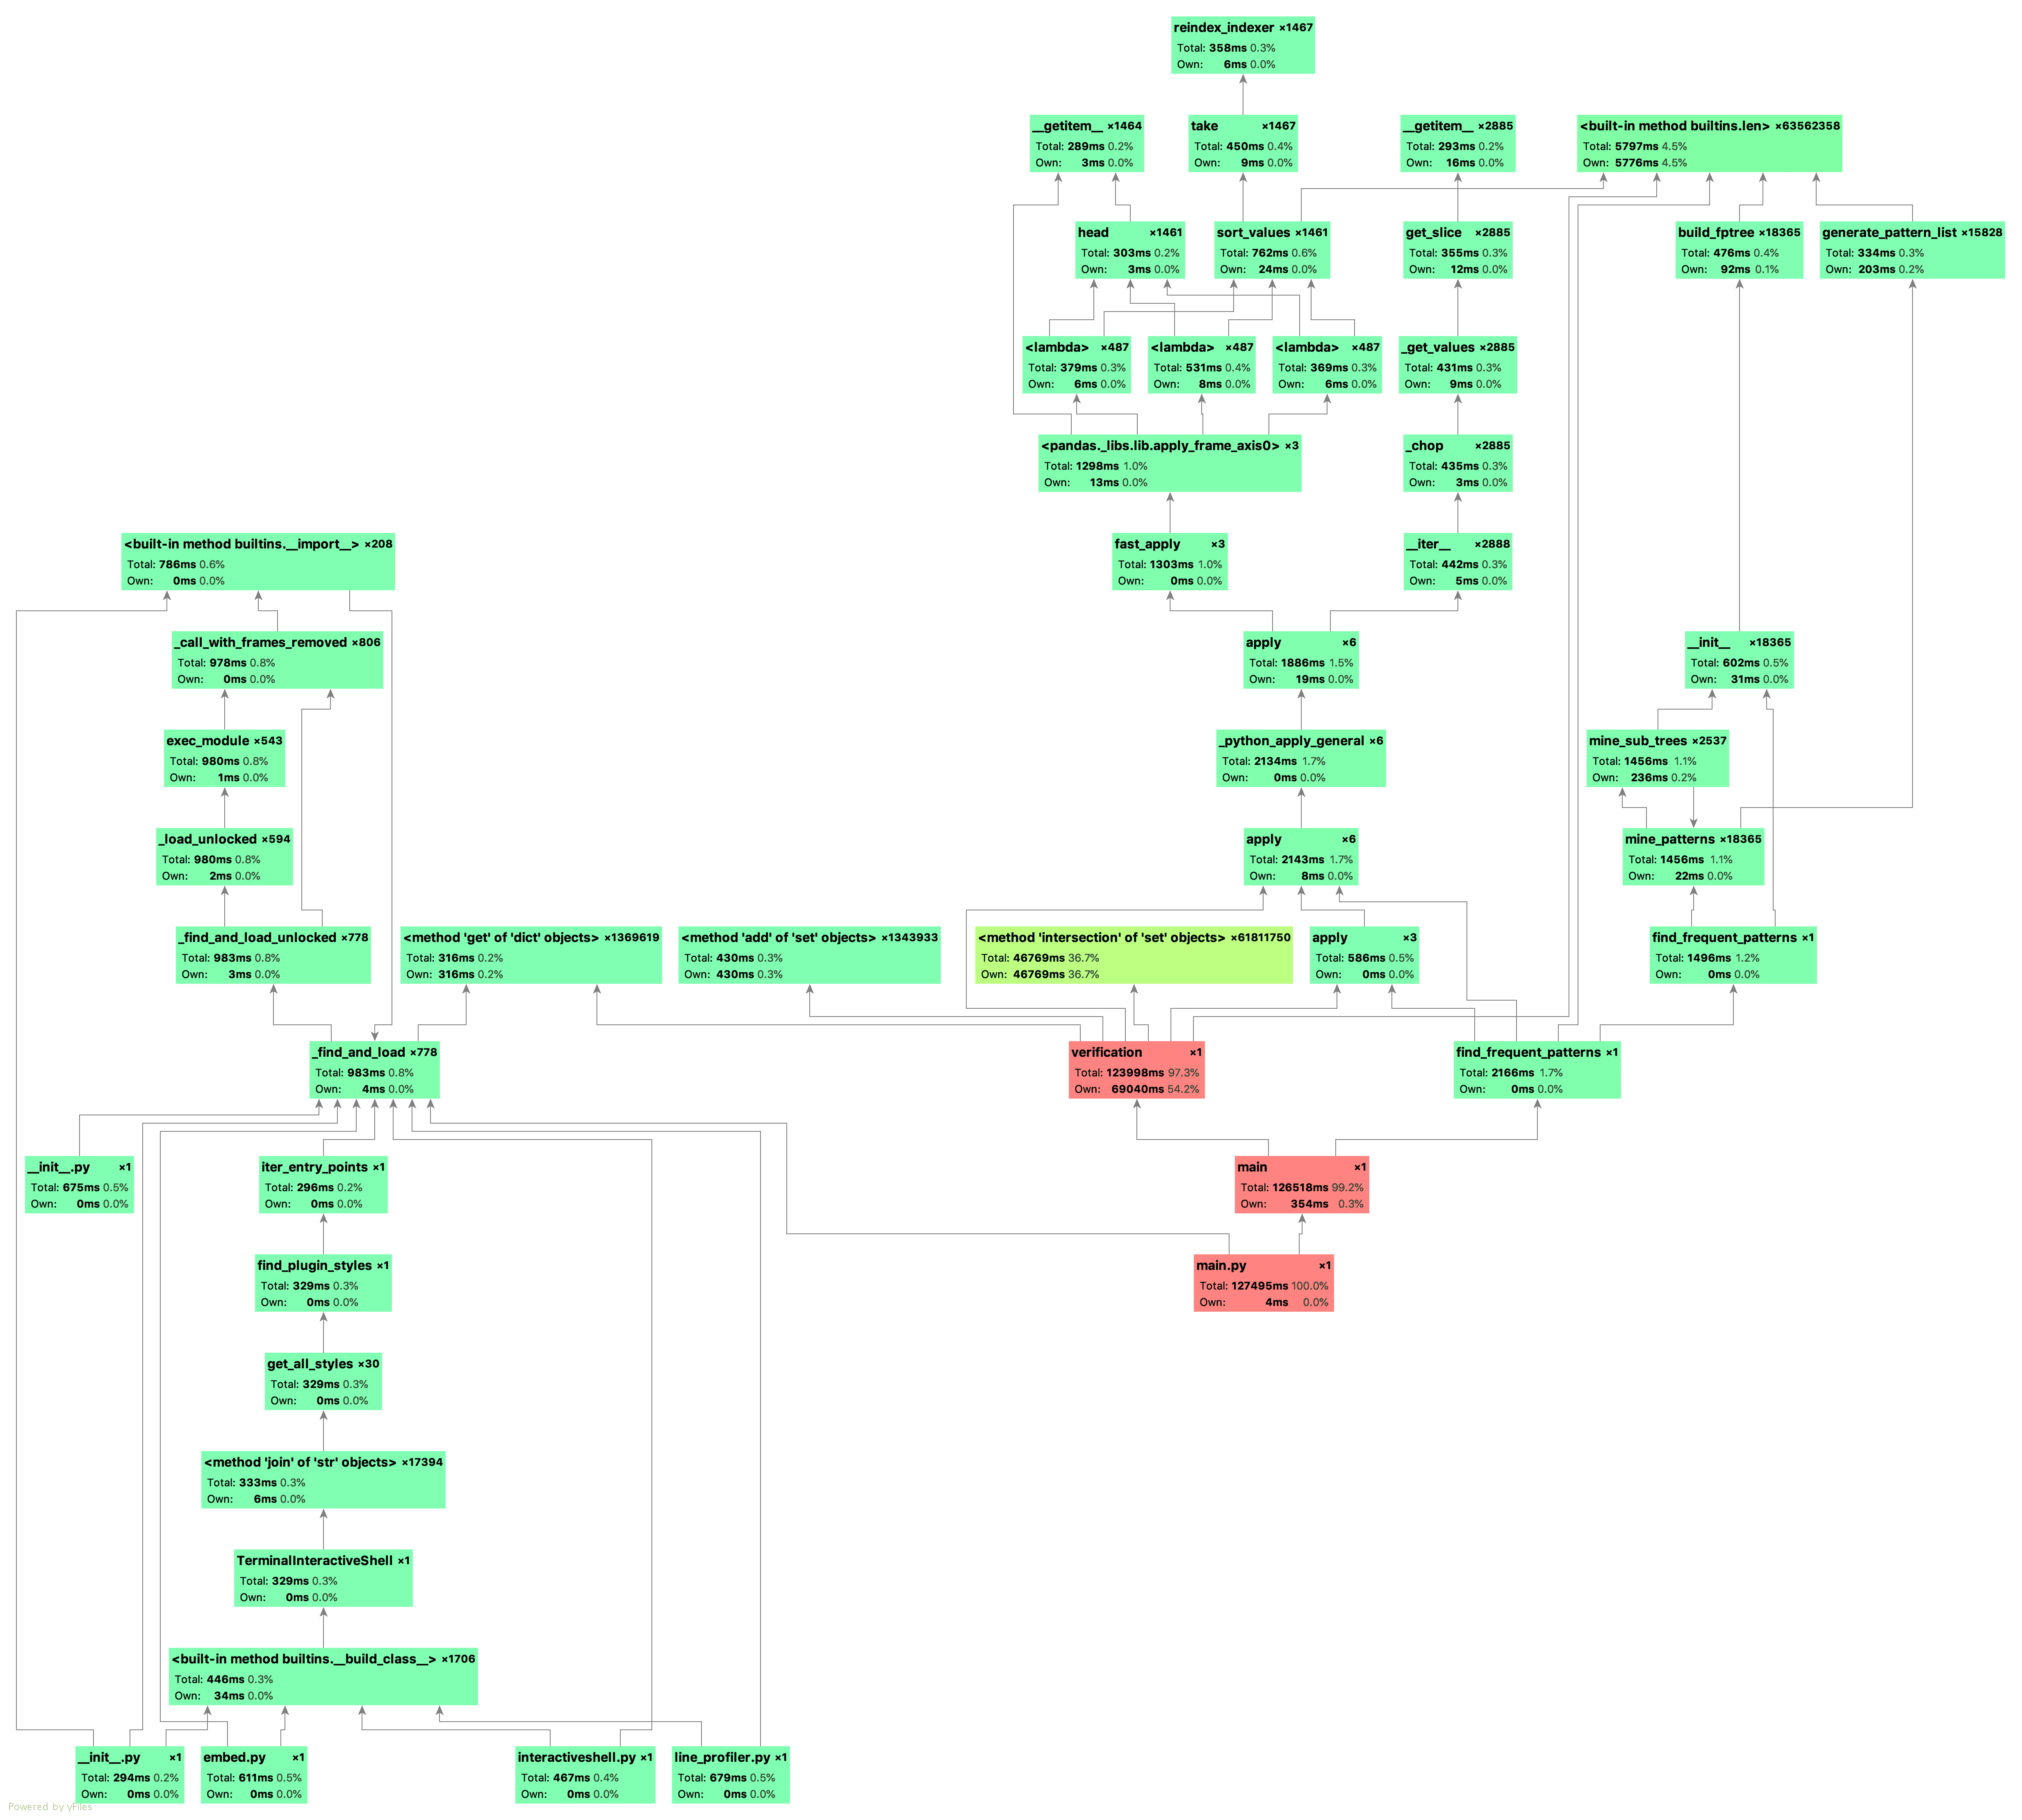 reindex_indexer ×1467
Total: 358ms 0.3%
Own: 6ms 0.0%
__getitem__ ×1464
Total: 289ms 0.2%
Own: 3ms 0.0%
take ×1467
Total: 450ms 0.4%
Own: 9ms 0.0%
__getitem__ ×2885
Total: 293ms 0.2%
Own: 16ms 0.0%
<built-in method builtins.len> ×63562358
Total: 5797ms 4.5%
Own: 5776ms 4.5%
head ×1461
Total: 303ms 0.2%
Own: 3ms 0.0%
sort_values ×1461
Total: 762ms 0.6%
Own: 24ms 0.0%
get_slice ×2885
Total: 355ms 0.3%
Own: 12ms 0.0%
build_fptree ×18365
Total: 476ms 0.4%
Own: 92ms 0.1%
generate_pattern_list ×15828
Total: 334ms 0.3%
Own: 203ms 0.2%
<lambda> ×487
Total: 379ms 0.3%
Own: 6ms 0.0%
<lambda> ×487
Total: 531ms 0.4%
Own: 8ms 0.0%
<lambda> ×487
Total: 369ms 0.3%
Own: 6ms 0.0%
_get_values ×2885
Total: 431ms 0.3%
Own: 9ms 0.0%
<pandas._libs.lib.apply_frame_axis0> ×3
Total: 1298ms 1.0%
Own: 13ms 0.0%
_chop ×2885
Total: 435ms 0.3%
Own: 3ms 0.0%
<built-in method builtins.__import__> ×208
Total: 786ms 0.6%
Own: 0ms 0.0%
fast_apply ×3
Total: 1303ms 1.0%
Own: 0ms 0.0%
__iter__ ×2888
Total: 442ms 0.3%
Own: 5ms 0.0%
_call_with_frames_removed ×806
Total: 978ms 0.8%
Own: 0ms 0.0%
apply ×6
Total: 1886ms 1.5%
Own: 19ms 0.0%
__init__ ×18365
Total: 602ms 0.5%
Own: 31ms 0.0%
exec_module ×543
Total: 980ms 0.8%
Own: 1ms 0.0%
_python_apply_general ×6
Total: 2134ms 1.7%
Own: 0ms 0.0%
mine_sub_trees ×2537
Total: 1456ms 1.1%
Own: 236ms 0.2%
_load_unlocked ×594
Total: 980ms 0.8%
Own: 2ms 0.0%
apply ×6
Total: 2143ms 1.7%
Own: 8ms 0.0%
mine_patterns ×18365
Total: 1456ms 1.1%
Own: 22ms 0.0%
_find_and_load_unlocked ×778
Total: 983ms 0.8%
Own: 3ms 0.0%
<method 'get' of 'dict' objects> ×1369619
Total: 316ms 0.2%
Own: 316ms 0.2%
<method 'add' of 'set' objects> ×1343933
Total: 430ms 0.3%
Own: 430ms 0.3%
<method 'intersection' of 'set' objects> ×61811750
Total: 46769ms 36.7%
Own: 46769ms 36.7%
apply ×3
Total: 586ms 0.5%
Own: 0ms 0.0%
find_frequent_patterns ×1
Total: 1496ms 1.2%
Own: 0ms 0.0%
_find_and_load ×778
Total: 983ms 0.8%
Own: 4ms 0.0%
verification ×1
Total: 123998ms 97.3%
Own: 69040ms 54.2%
find_frequent_patterns ×1
Total: 2166ms 1.7%
Own: 0ms 0.0%
__init__.py ×1
Total: 675ms 0.5%
Own: 0ms 0.0%
iter_entry_points ×1
Total: 296ms 0.2%
Own: 0ms 0.0%
main ×1
Total: 126518ms 99.2%
Own: 354ms 0.3%
find_plugin_styles ×1
Total: 329ms 0.3%
Own: 0ms 0.0%
main.py ×1
Total: 127495ms 100.0%
Own: 4ms 0.0%
get_all_styles ×30
Total: 329ms 0.3%
Own: 0ms 0.0%
<method 'join' of 'str' objects> ×17394
Total: 333ms 0.3%
Own: 6ms 0.0%
TerminalInteractiveShell ×1
Total: 329ms 0.3%
Own: 0ms 0.0%
<built-in method builtins.__build_class__> ×1706
Total: 446ms 0.3%
Own: 34ms 0.0%
__init__.py ×1
Total: 294ms 0.2%
Own: 0ms 0.0%
embed.py ×1
Total: 611ms 0.5%
Own: 0ms 0.0%
interactiveshell.py ×1
Total: 467ms 0.4%
Own: 0ms 0.0%
line_profiler.py ×1
Total: 679ms 0.5%
Own: 0ms 0.0%
Powered by yFiles